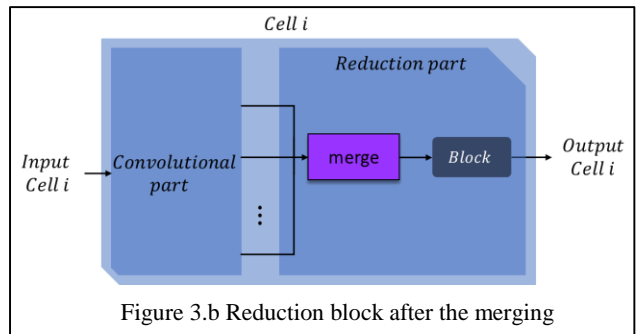 Cell i
Reduction part
Input
Cell i
Convolutional
part
⋮
merge
Block
Output
Cell i
Figure 3.b Reduction block after the merging